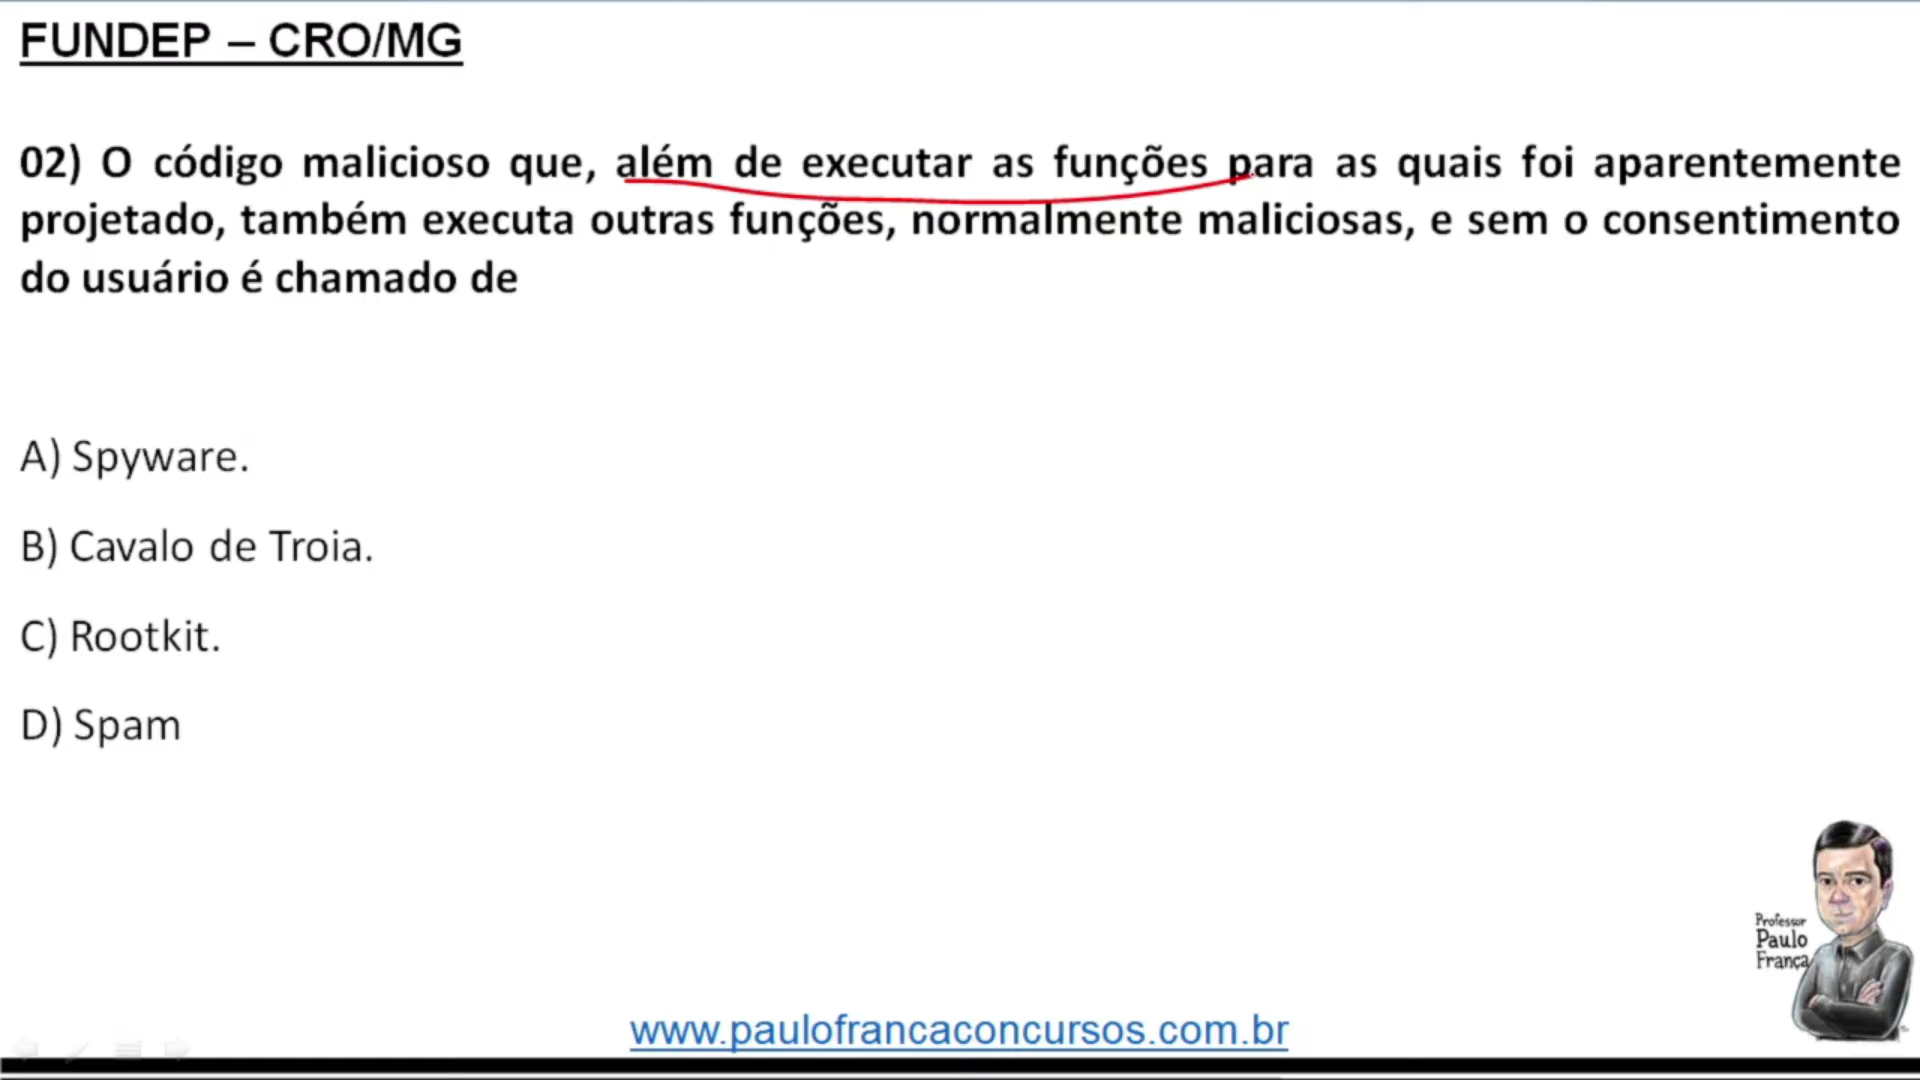 FUNDEP – CRO/MG
02) O código malicioso que, além de executar as funções para as quais foi aparentemente
projetado, também executa outras funções, normalmente maliciosas, e sem o consentimento
do usuário é chamado de
A) Spyware.
B) Cavalo de Troia.
C) Rootkit.
D) Spam
Professor
Paulo
França
www.paulofrancaconcursos.com.br